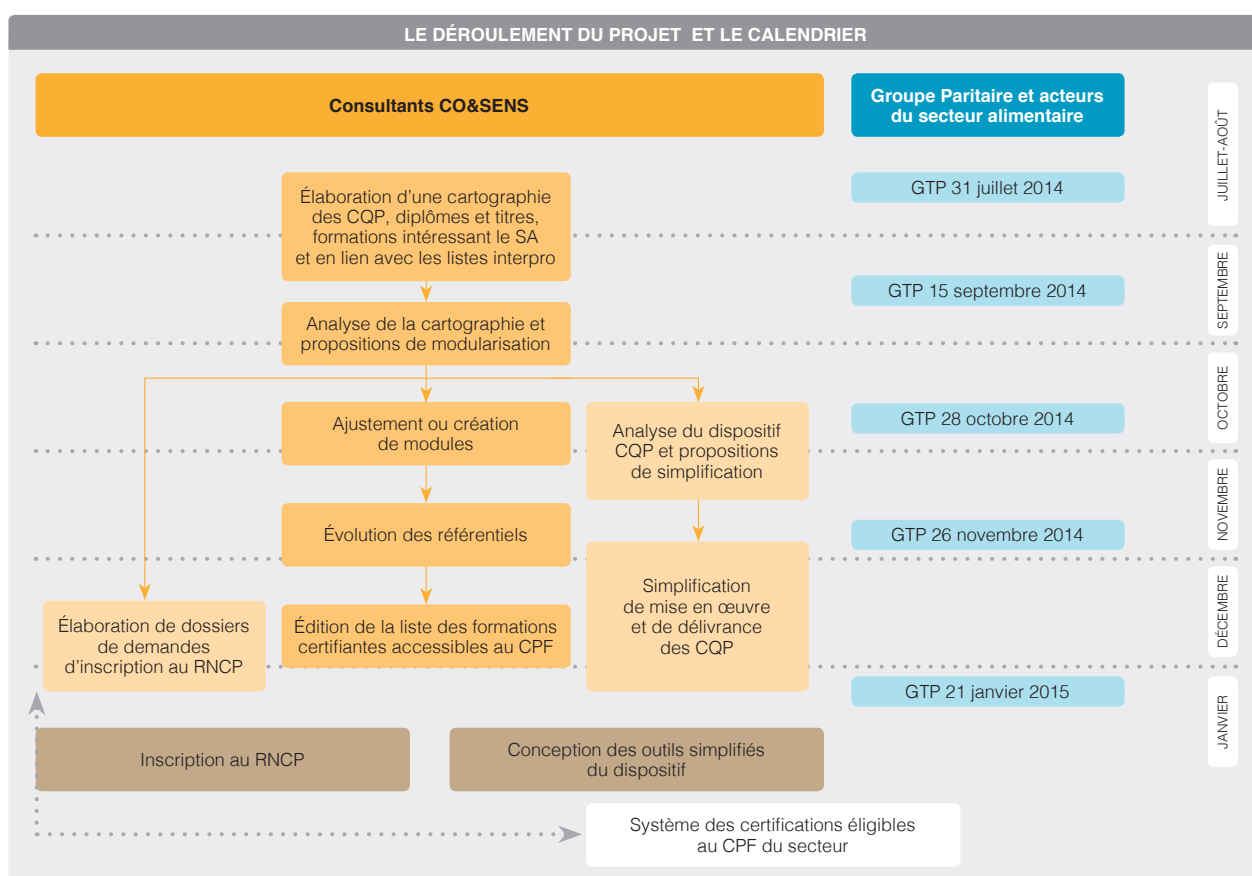 LE DÉROULEMENT DU PROJET ET LE CALENDRIER
Consultants CO&SENS
Groupe Paritaire et acteurs
du secteur alimentaire
JUILLET-AOÛT
Élaboration d'une cartographie
des CQP, diplômes et titres,
formations intéressant le SA
et en lien avec les listes interpro
GTP 31 juillet 2014
SEPTEMBRE
GTP 15 septembre 2014
Analyse de la cartographie et
propositions de modularisation
OCTOBRE
Ajustement ou création
de modules
Analyse du dispositif
CQP et propositions
de simplification
GTP 28 octobre 2014
NOVEMBRE
Évolution des référentiels
GTP 26 novembre 2014
DÉCEMBRE
Élaboration de dossiers
de demandes
d'inscription au RNCP
Édition de la liste des formations
certifiantes accessibles au CPF
Simplification
de mise en œuvre
et de délivrance
des CQP
GTP 21 janvier 2015
JANVIER
Inscription au RNCP
Conception des outils simplifiés
du dispositif
Système des certifications éligibles
au CPF du secteur